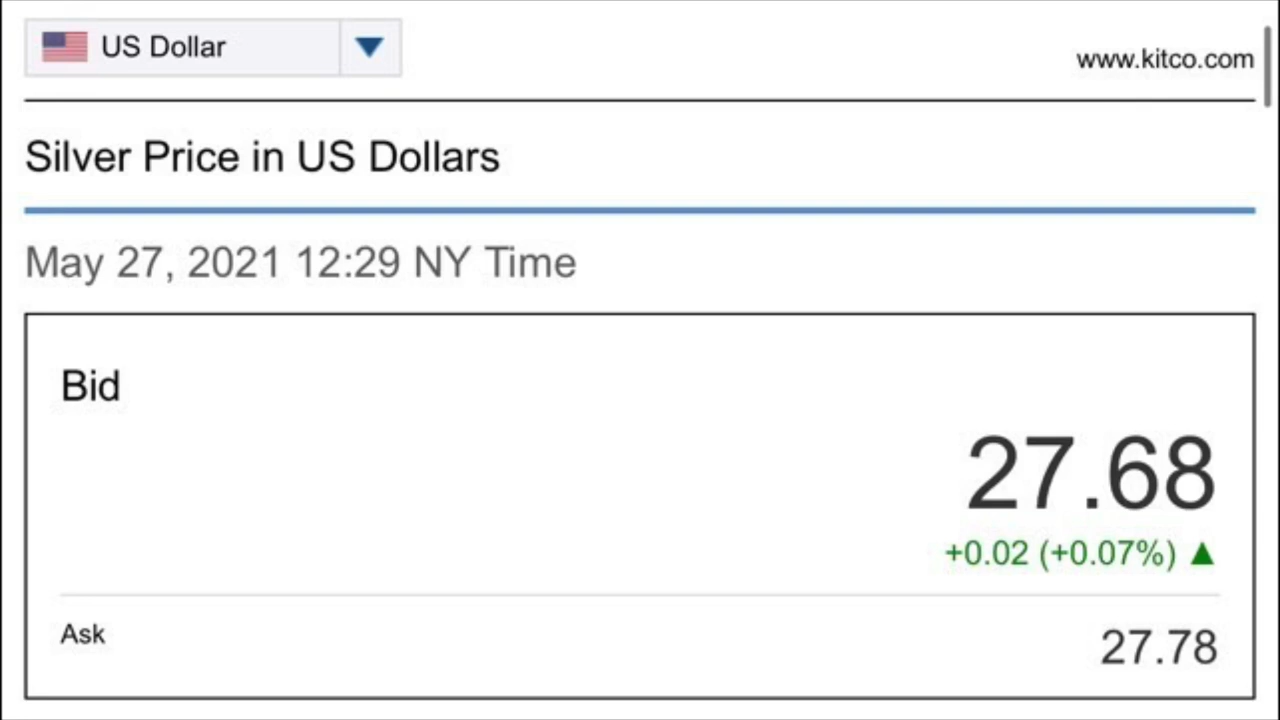 US Dollar
www.kitco.com
Silver Price in US Dollars
May 27, 2021 12:29 NY Time
Bid
27.68
+0.02 (+0.07%) ▲
Ask
27.78